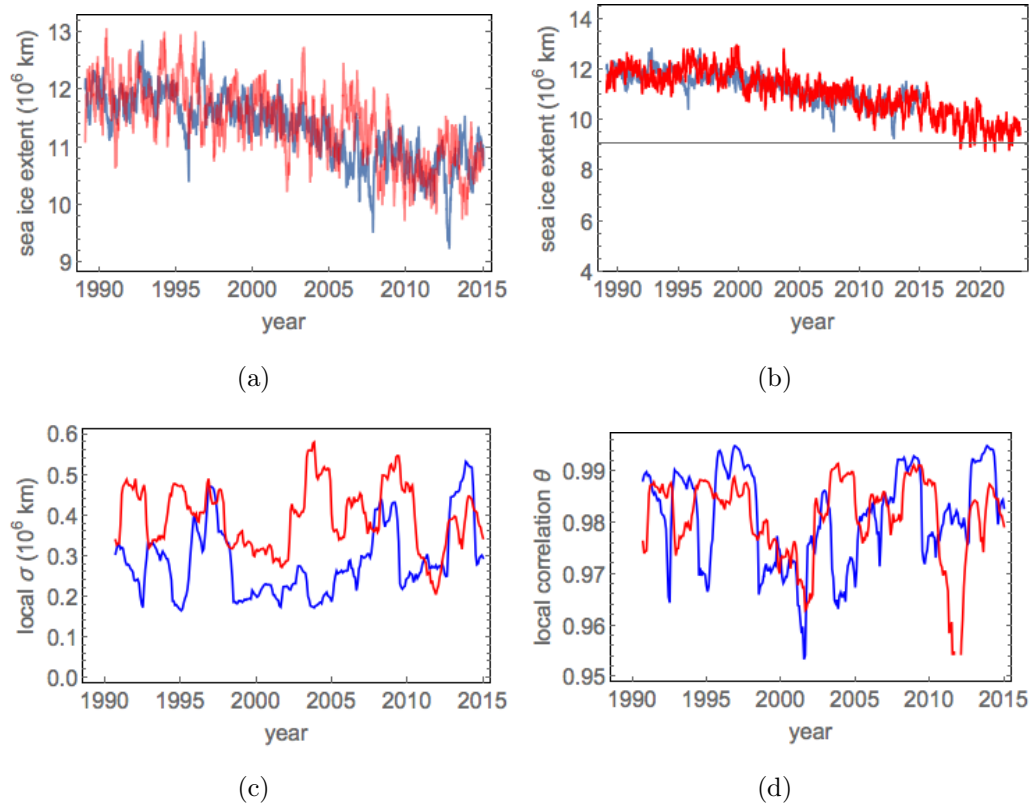 sea ice extent (10⁶ km)
13
12
11
10
9
1990 1995 2000 2005 2010 2015
year
(a)
sea ice extent (10⁶ km)
14
12
10
8
6
4
1990 1995 2000 2005 2010 2015 2020
year
(b)
local σ (10⁶ km)
0.6
0.5
0.4
0.3
0.2
0.1
0.0
1990 1995 2000 2005 2010 2015
year
(c)
local correlation θ
0.99
0.98
0.97
0.96
0.95
1990 1995 2000 2005 2010 2015
year
(d)